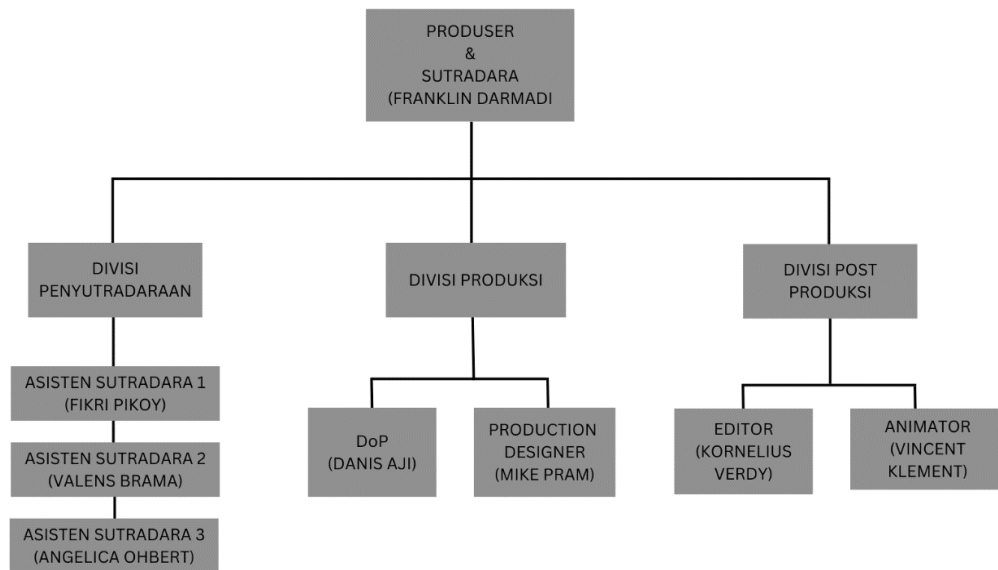 PRODUSER
&
SUTRADARA
(FRANKLIN DARMADI
DIVISI
PENYUTRADARAAN
DIVISI PRODUKSI
DIVISI POST
PRODUKSI
ASISTEN SUTRADARA 1
(FIKRI PIKOY)
ASISTEN SUTRADARA 2
(VALENS BRAMA)
ASISTEN SUTRADARA 3
(ANGELICA OHBERT)
DoP
(DANIS AJI)
PRODUCTION
DESIGNER
(MIKE PRAM)
EDITOR
(KORNELIUS
VERDY)
ANIMATOR
(VINCENT
KLEMENT)